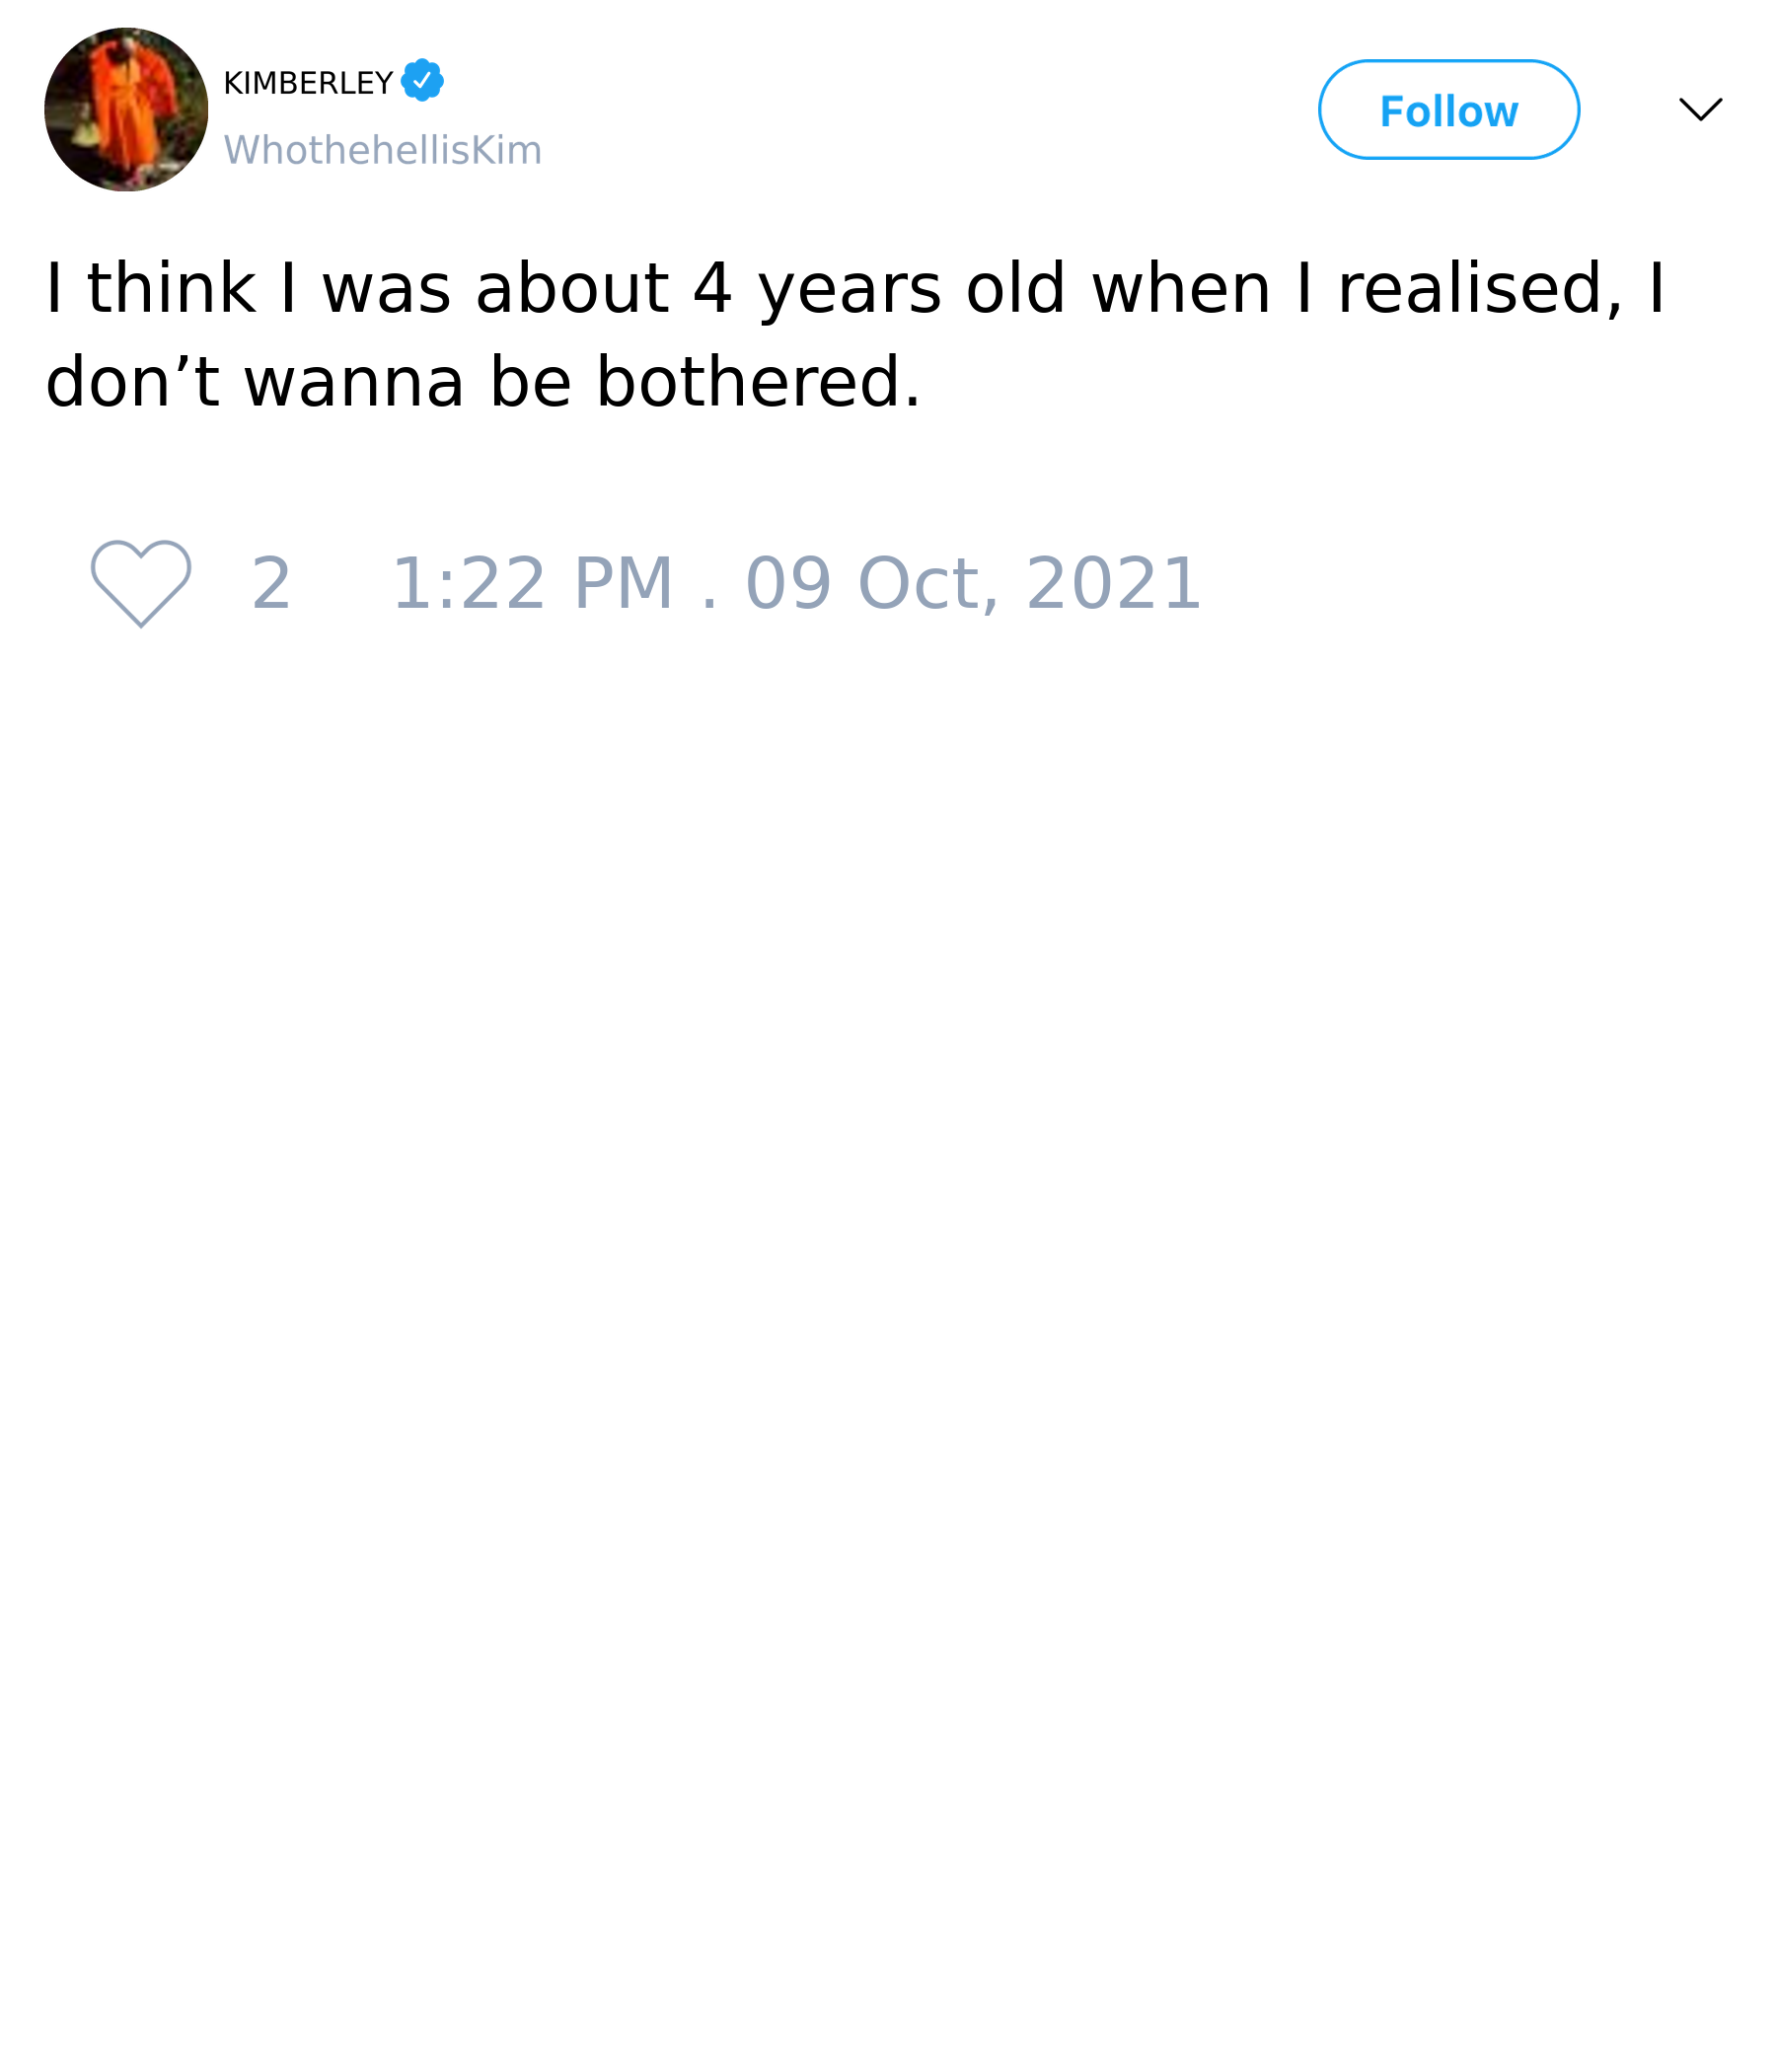 KIMBERLEY
WhothehellisKim
Follow
I think I was about 4 years old when I realised, I
don’t wanna be bothered.
2 1:22 PM . 09 Oct, 2021